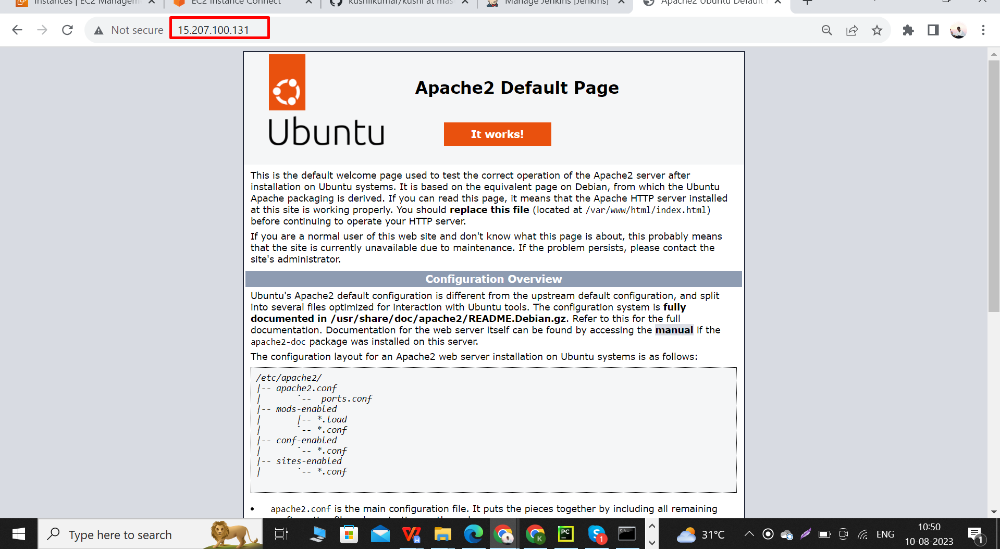 Instances | EC2 Managem
EC2 Instance Connect
kushilkumar/kushi at mas
Manage Jenkins [Jenkins]
Apache2 Ubuntu Default
Not secure
15.207.100.131
Apache2 Default Page
Ubuntu
It works!
This is the default welcome page used to test the correct operation of the Apache2 server after
installation on Ubuntu systems. It is based on the equivalent page on Debian, from which the Ubuntu
Apache packaging is derived. If you can read this page, it means that the Apache HTTP server installed
at this site is working properly. You should replace this file (located at /var/www/html/index.html)
before continuing to operate your HTTP server.
If you are a normal user of this web site and don't know what this page is about, this probably means
that the site is currently unavailable due to maintenance. If the problem persists, please contact the
site's administrator.
Configuration Overview
Ubuntu's Apache2 default configuration is different from the upstream default configuration, and split
into several files optimized for interaction with Ubuntu tools. The configuration system is fully
documented in /usr/share/doc/apache2/README.Debian.gz. Refer to this for the full
documentation. Documentation for the web server itself can be found by accessing the manual if the
apache2-doc package was installed on this server.
The configuration layout for an Apache2 web server installation on Ubuntu systems is as follows:
/etc/apache2/
|-- apache2.conf
|       `--  ports.conf
|-- mods-enabled
|       |-- *.load
|       `-- *.conf
|-- conf-enabled
|       `-- *.conf
|-- sites-enabled
|       `-- *.conf
• apache2.conf is the main configuration file. It puts the pieces together by including all remaining
Type here to search
PC
K
1
31°C
ENG
10:50
10-08-2023
1